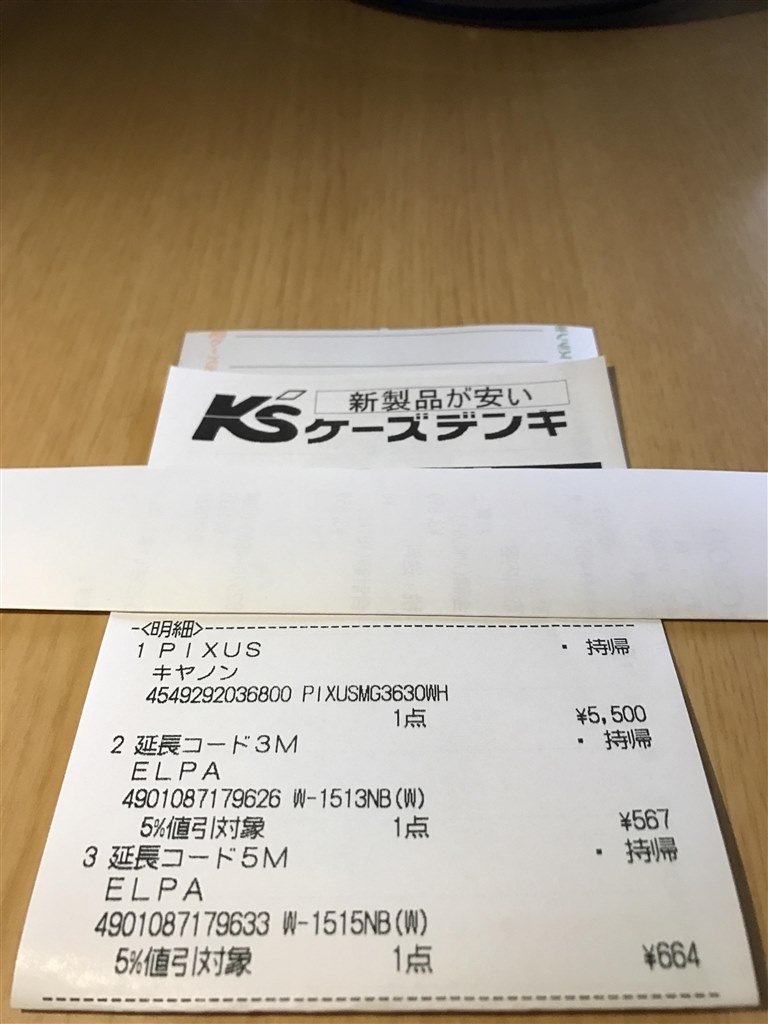 新製品が安い
K'S ケーズデンキ
-<明細>-
1 PIXUS ・ 持帰
キヤノン
4549292036800 PIXUSMG3630WH
1点 ¥5,500
2 延長コード3M ・ 持帰
ELPA
4901087179626 W-1513NB(W)
5%値引対象 1点 ¥567
3 延長コード5M ・ 持帰
ELPA
4901087179633 W-1515NB(W)
5%値引対象 1点 ¥664